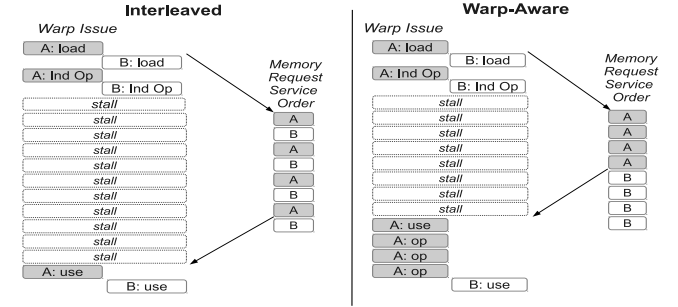 Interleaved
Warp Issue
A: load
B: load
A: Ind Op
B: Ind Op
stall
stall
stall
stall
stall
stall
stall
stall
stall
stall
stall
A: use
B: use
Memory
Request
Service
Order
A
B
A
B
A
B
A
B
Warp-Aware
Warp Issue
A: load
B: load
A: Ind Op
B: Ind Op
stall
stall
stall
stall
stall
stall
stall
stall
A: use
A: op
A: op
A: op
B: use
Memory
Request
Service
Order
A
A
A
A
B
B
B
B